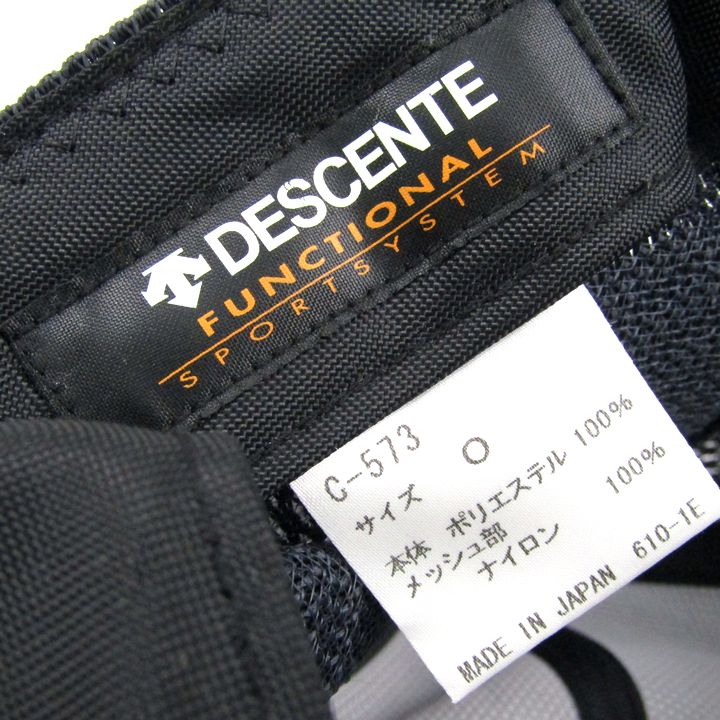 DESCENTE
FUNCTIONAL
SPORTSYSTEM
C-573
サイズ O
本体 ポリエステル 100%
メッシュ部
ナイロン 100%
MADE IN JAPAN 610-1E